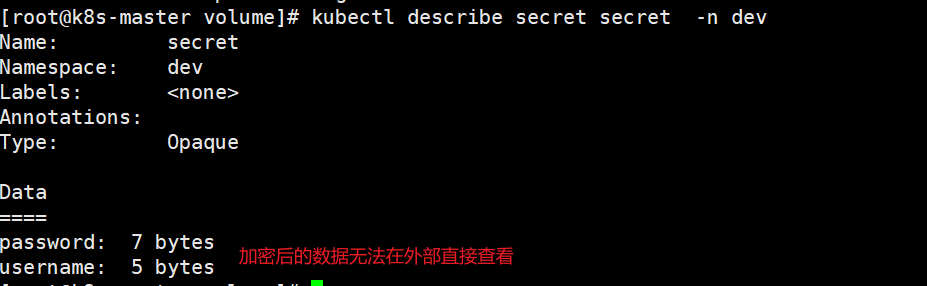 [root@k8s-master volume]# kubectl describe secret secret  -n dev
Name:         secret
Namespace:    dev
Labels:       <none>
Annotations:
Type:         Opaque
Data
====
password:  7 bytes
加密后的数据无法在外部直接查看
username:  5 bytes